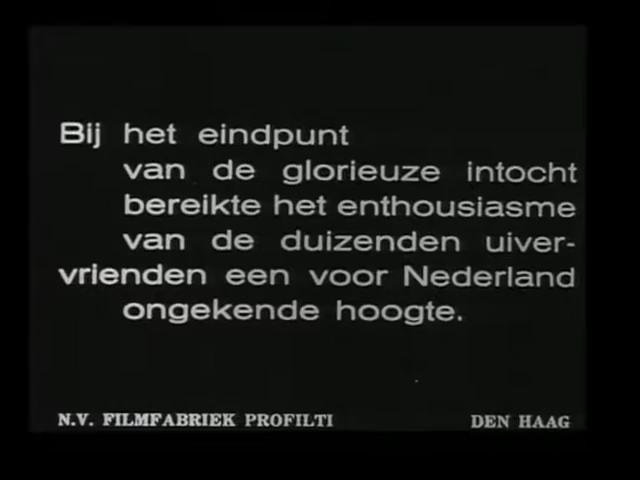 Bij het eindpunt
van de glorieuze intocht
bereikte het enthousiasme
van de duizenden uiver-
vrienden een voor Nederland
ongekende hoogte.
N.V. FILMFABRIEK PROFILTI
DEN HAAG